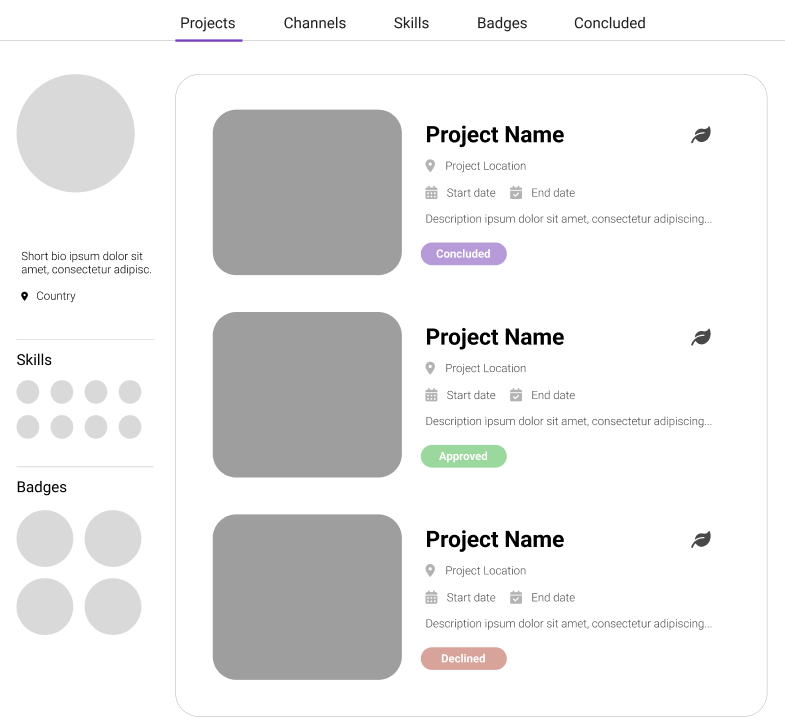 Projects Channels Skills Badges Concluded
Short bio ipsum dolor sit
amet, consectetur adipisc.
Country
Skills
Badges
Project Name
Project Location
Start date End date
Description ipsum dolor sit amet, consectetur adipiscing...
Concluded
Project Name
Project Location
Start date End date
Description ipsum dolor sit amet, consectetur adipiscing...
Approved
Project Name
Project Location
Start date End date
Description ipsum dolor sit amet, consectetur adipiscing...
Declined